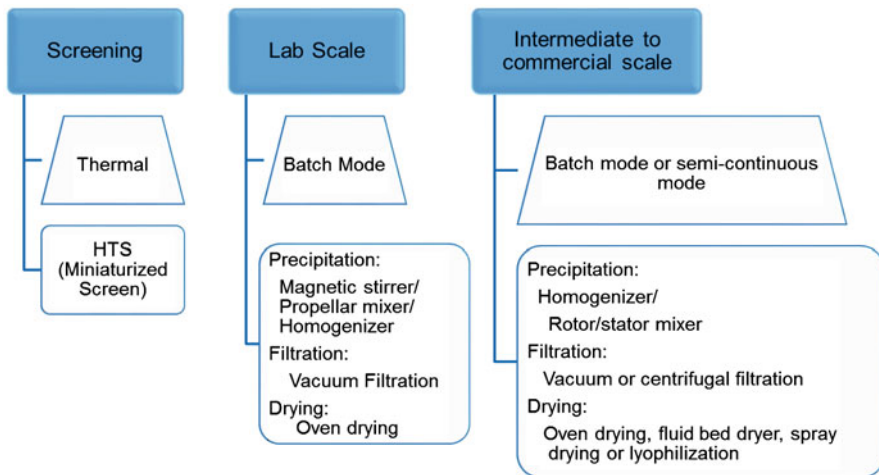 Screening
Thermal
HTS
(Miniaturized
Screen)
Lab Scale
Batch Mode
Precipitation:
Magnetic stirrer/
Propellar mixer/
Homogenizer
Filtration:
Vacuum Filtration
Drying:
Oven drying
Intermediate to
commercial scale
Batch mode or semi-continuous
mode
Precipitation:
Homogenizer/
Rotor/stator mixer
Filtration:
Vacuum or centrifugal filtration
Drying:
Oven drying, fluid bed dryer, spray
drying or lyophilization